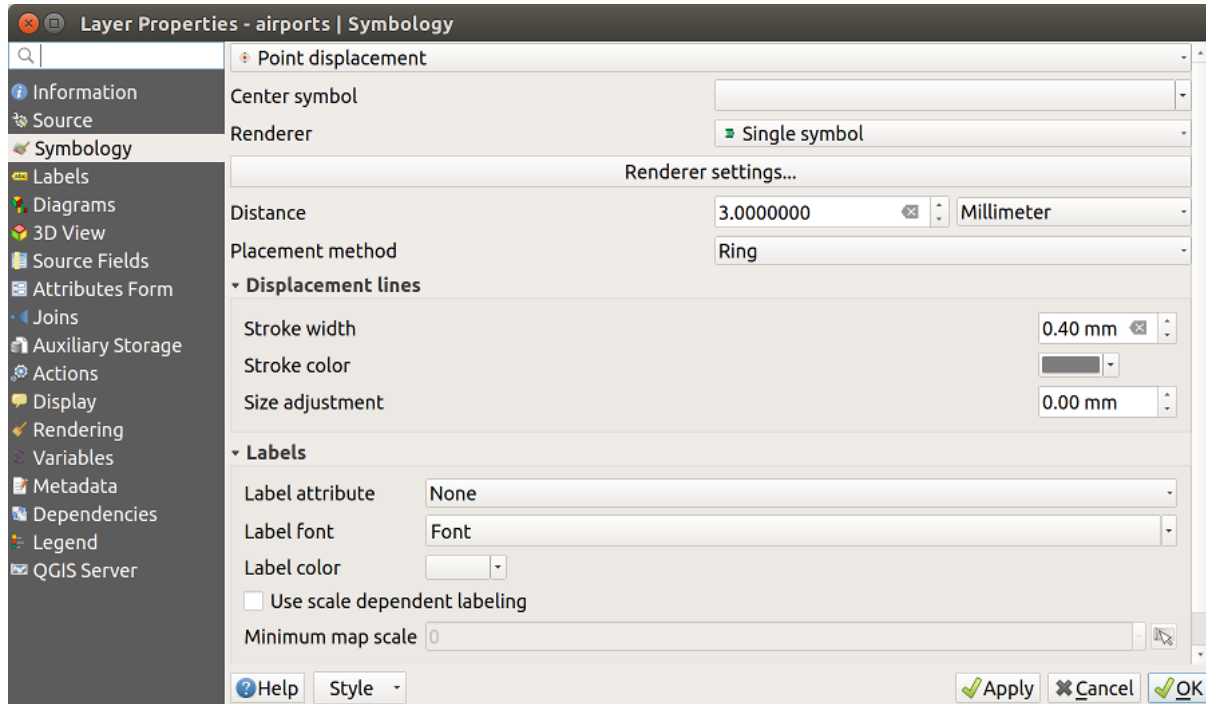 Layer Properties - airports | Symbology
Information
Source
Symbology
Labels
Diagrams
3D View
Source Fields
Attributes Form
Joins
Auxiliary Storage
Actions
Display
Rendering
Variables
Metadata
Dependencies
Legend
QGIS Server
Point displacement
Center symbol
Renderer Single symbol
Renderer settings...
Distance 3.0000000 Millimeter
Placement method Ring
Displacement lines
Stroke width 0.40 mm
Stroke color
Size adjustment 0.00 mm
Labels
Label attribute None
Label font Font
Label color
Use scale dependent labeling
Minimum map scale 0
Help Style Apply Cancel OK